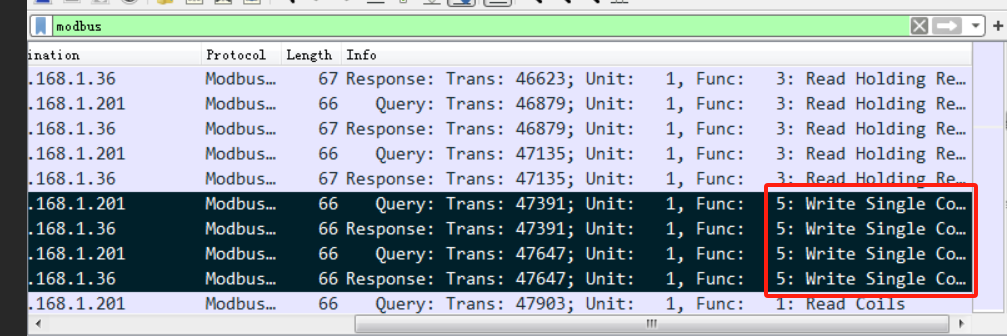 modbus
ination Protocol Length Info
.168.1.36 Modbus… 67 Response: Trans: 46623; Unit: 1, Func: 3: Read Holding Re…
.168.1.201 Modbus… 66 Query: Trans: 46879; Unit: 1, Func: 3: Read Holding Re…
.168.1.36 Modbus… 67 Response: Trans: 46879; Unit: 1, Func: 3: Read Holding Re…
.168.1.201 Modbus… 66 Query: Trans: 47135; Unit: 1, Func: 3: Read Holding Re…
.168.1.36 Modbus… 67 Response: Trans: 47135; Unit: 1, Func: 3: Read Holding Re…
.168.1.201 Modbus… 66 Query: Trans: 47391; Unit: 1, Func: 5: Write Single Co…
.168.1.36 Modbus… 66 Response: Trans: 47391; Unit: 1, Func: 5: Write Single Co…
.168.1.201 Modbus… 66 Query: Trans: 47647; Unit: 1, Func: 5: Write Single Co…
.168.1.36 Modbus… 66 Response: Trans: 47647; Unit: 1, Func: 5: Write Single Co…
.168.1.201 Modbus… 66 Query: Trans: 47903; Unit: 1, Func: 1: Read Coils